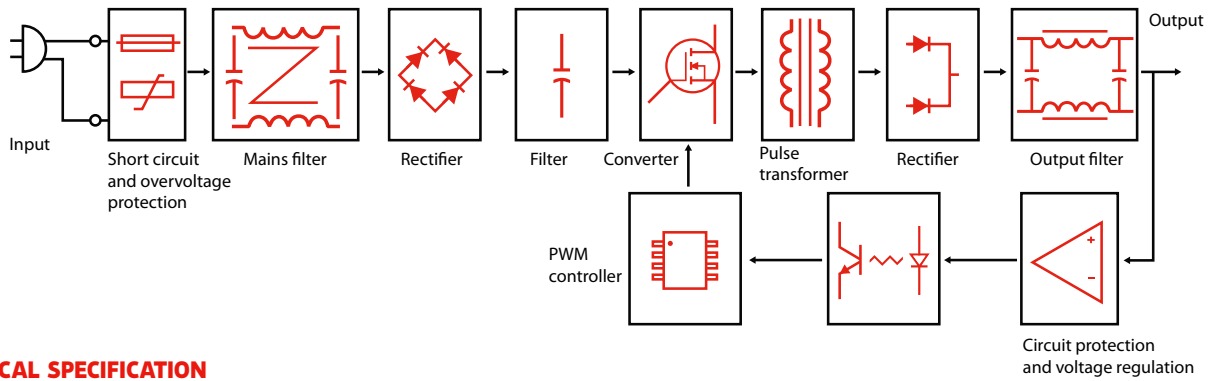 Output
Input
Short circuit
and overvoltage
protection
Mains filter
Rectifier
Filter
Converter
Pulse
transformer
Rectifier
Output filter
PWM
controller
+
−
Circuit protection
and voltage regulation
CAL SPECIFICATION